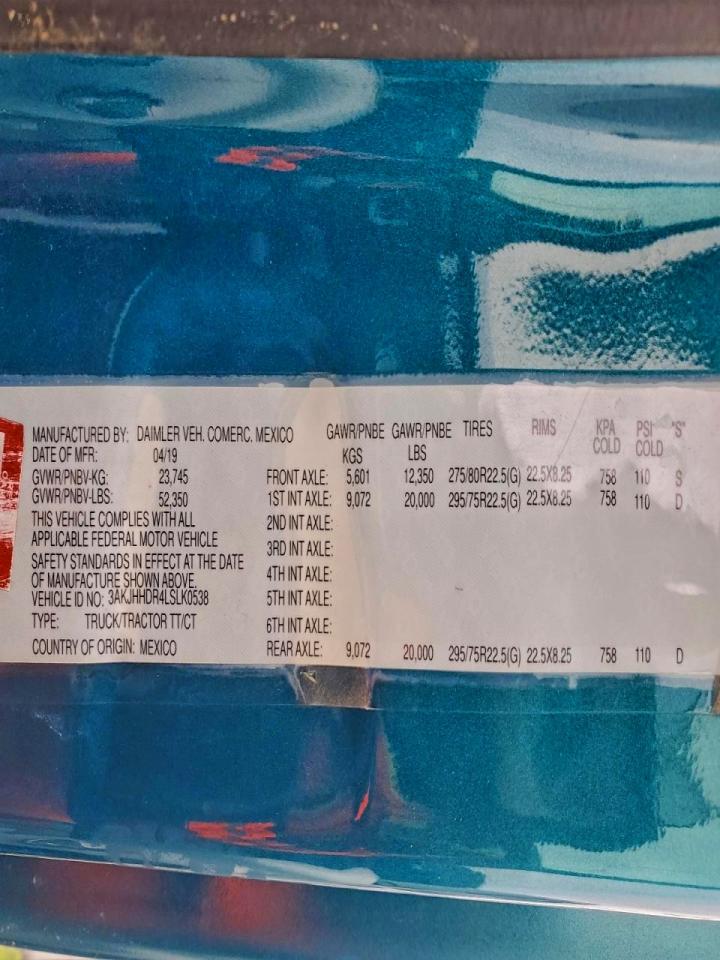 MANUFACTURED BY: DAIMLER VEH. COMERC. MEXICO GAWR/PNBE GAWR/PNBE TIRES RIMS KPA PSI "S"
DATE OF MFR: 04/19 KGS LBS COLD COLD
GVWR/PNBV-KG: 23,745 FRONT AXLE: 5,601 12,350 275/80R22.5(G) 22.5X8.25 758 110 S
GVWR/PNBV-LBS: 52,350 1ST INT AXLE: 9,072 20,000 295/75R22.5(G) 22.5X8.25 758 110 D
THIS VEHICLE COMPLIES WITH ALL 2ND INT AXLE:
APPLICABLE FEDERAL MOTOR VEHICLE 3RD INT AXLE:
SAFETY STANDARDS IN EFFECT AT THE DATE
OF MANUFACTURE SHOWN ABOVE. 4TH INT AXLE:
VEHICLE ID NO: 3AKJHHDR4LSLK0538 5TH INT AXLE:
TYPE: TRUCK/TRACTOR TT/CT 6TH INT AXLE:
COUNTRY OF ORIGIN: MEXICO REAR AXLE: 9,072 20,000 295/75R22.5(G) 22.5X8.25 758 110 D